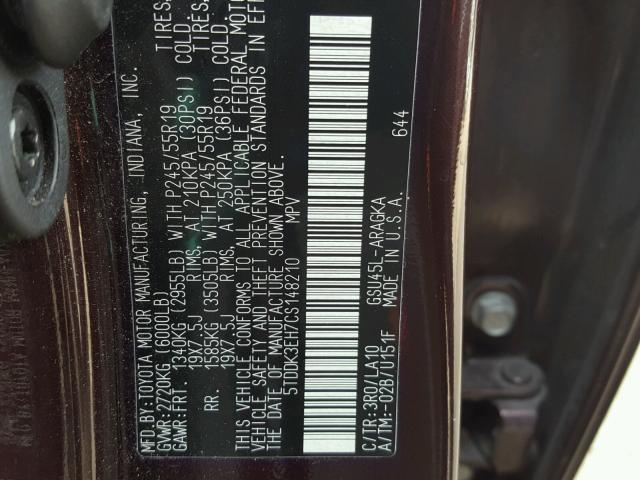 MFD.BY:TOYOTA MOTOR MANUFACTURING, INDIANA, INC.
GVWR:2720KG (6000LB)
GAWR:FRT. 1340KG (2955LB) WITH P245/55R19 TIRES,
19X7.5J RIMS, AT 210KPA (30PSI) COLD.
RR. 1585KG (3505LB) WITH P245/55R19 TIRES,
19X7.5J RIMS, AT 250KPA (36PSI) COLD.
THIS VEHICLE CONFORMS TO ALL APPLICABLE FEDERAL MOTOR
VEHICLE SAFETY AND THEFT PREVENTION STANDARDS IN EFF
ON THE DATE OF MANUFACTURE SHOWN ABOVE.
5TDDK3EH7CS148210 MPV
C/TR:3R0/LA10 GSU45L-ARAGKA
A/TM:-02B/U151F MADE IN U.S.A. 644